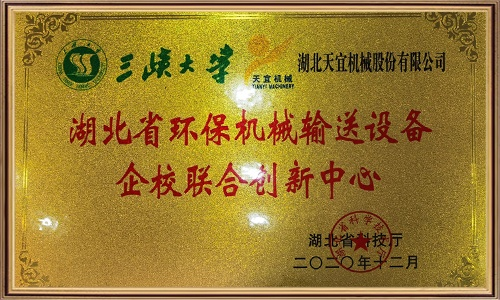 三峡大学 天宜机械 湖北天宜机械股份有限公司
TIANYI MACHINERY
湖北省环保机械输送设备
企校联合创新中心
湖北省科技厅
二〇二〇年十二月